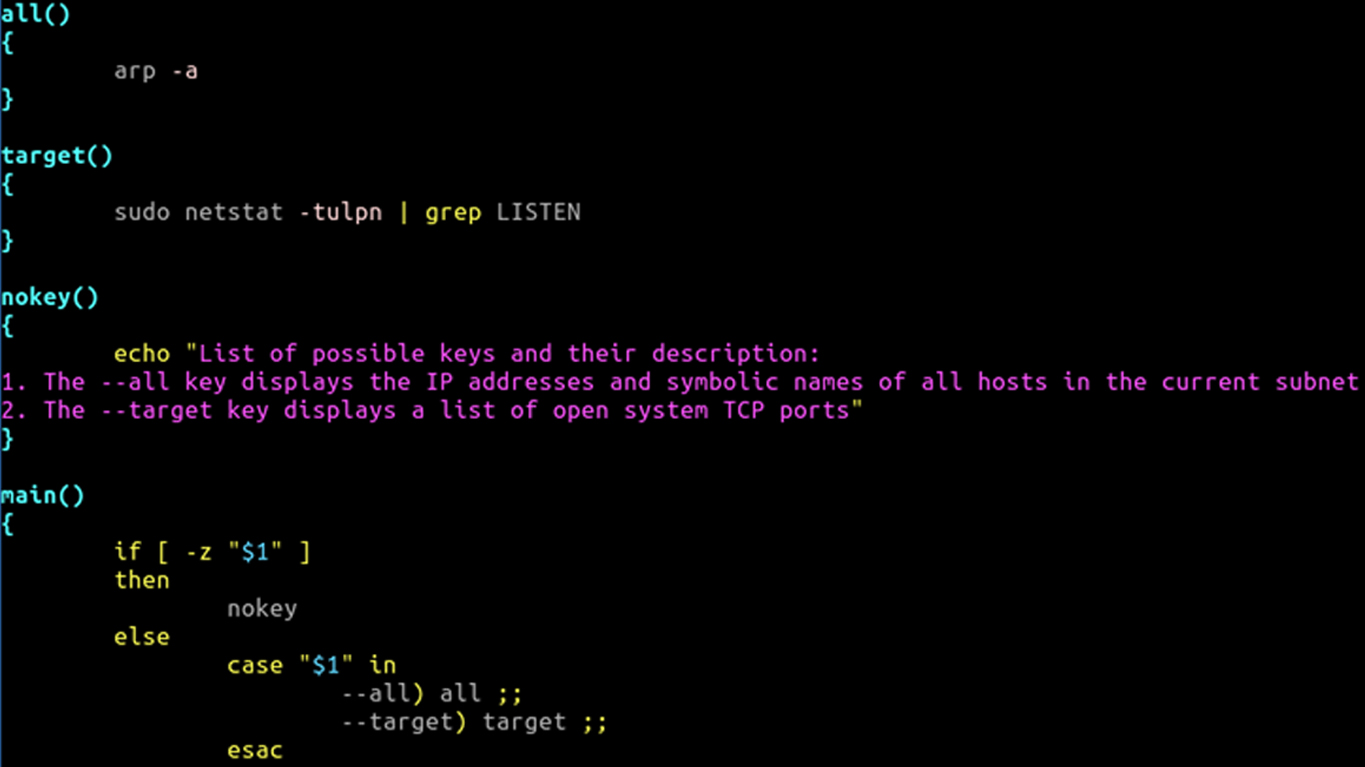 all()
{
        arp -a
}

target()
{
        sudo netstat -tulpn | grep LISTEN
}

nokey()
{
        echo "List of possible keys and their description:
1. The --all key displays the IP addresses and symbolic names of all hosts in the current subnet
2. The --target key displays a list of open system TCP ports"
}

main()
{
        if [ -z "$1" ]
        then
                nokey
        else
                case "$1" in
                        --all) all ;;
                        --target) target ;;
                esac